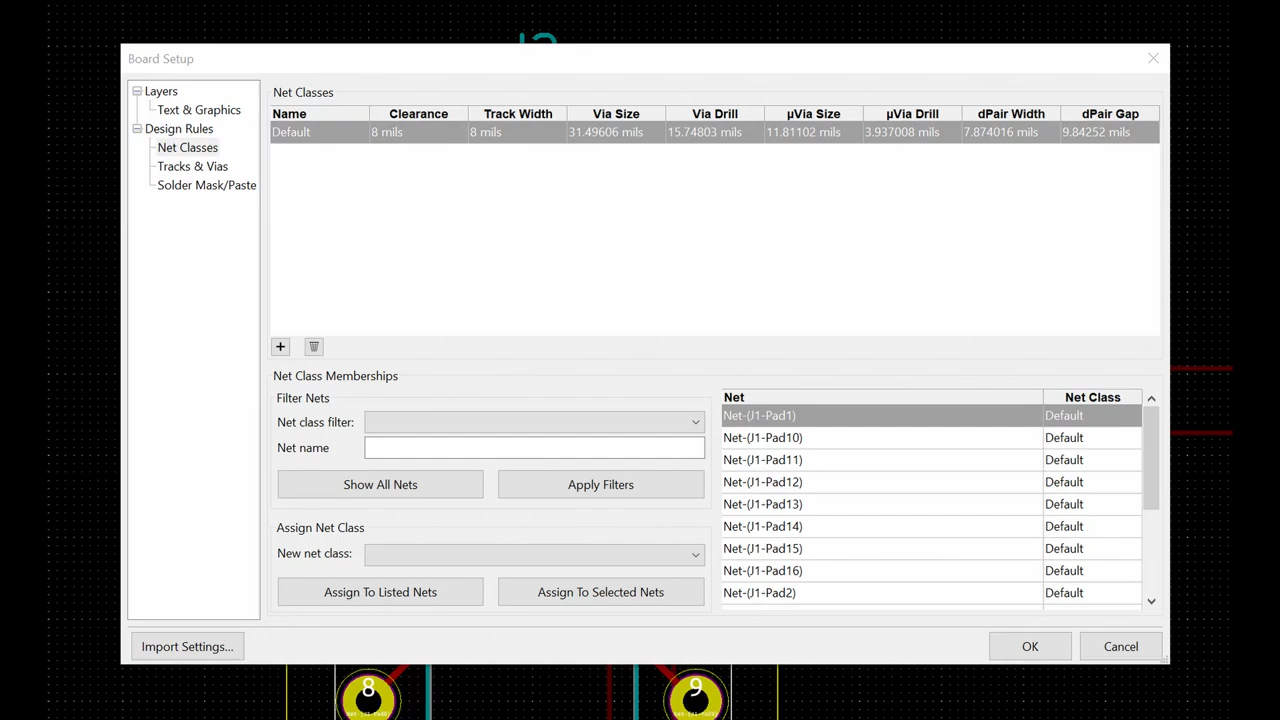 J2
Board Setup
Layers
Text & Graphics
Design Rules
Net Classes
Tracks & Vias
Solder Mask/Paste
Net Classes
Name Clearance Track Width Via Size Via Drill µVia Size µVia Drill dPair Width dPair Gap
Default 8 mils 8 mils 31.49606 mils 15.74803 mils 11.81102 mils 3.937008 mils 7.874016 mils 9.84252 mils
+
Net Class Memberships
Filter Nets
Net class filter:
Net name
Show All Nets Apply Filters
Assign Net Class
New net class:
Assign To Listed Nets Assign To Selected Nets
Net Net Class
Net-(J1-Pad1) Default
Net-(J1-Pad10) Default
Net-(J1-Pad11) Default
Net-(J1-Pad12) Default
Net-(J1-Pad13) Default
Net-(J1-Pad14) Default
Net-(J1-Pad15) Default
Net-(J1-Pad16) Default
Net-(J1-Pad2) Default
Import Settings... OK Cancel
8 9